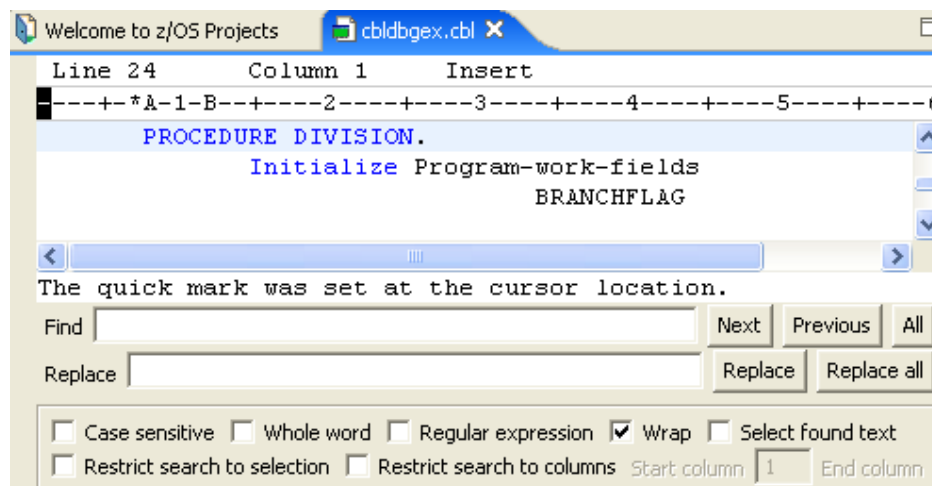 Welcome to z/OS Projects cbldbgex.cbl
Line 24 Column 1 Insert
----+-*A-1-B--+----2----+----3----+----4----+----5----+----6
PROCEDURE DIVISION.
Initialize Program-work-fields
BRANCHFLAG
The quick mark was set at the cursor location.
Find Next Previous All
Replace Replace Replace all
Case sensitive Whole word Regular expression Wrap Select found text
Restrict search to selection Restrict search to columns Start column 1 End column